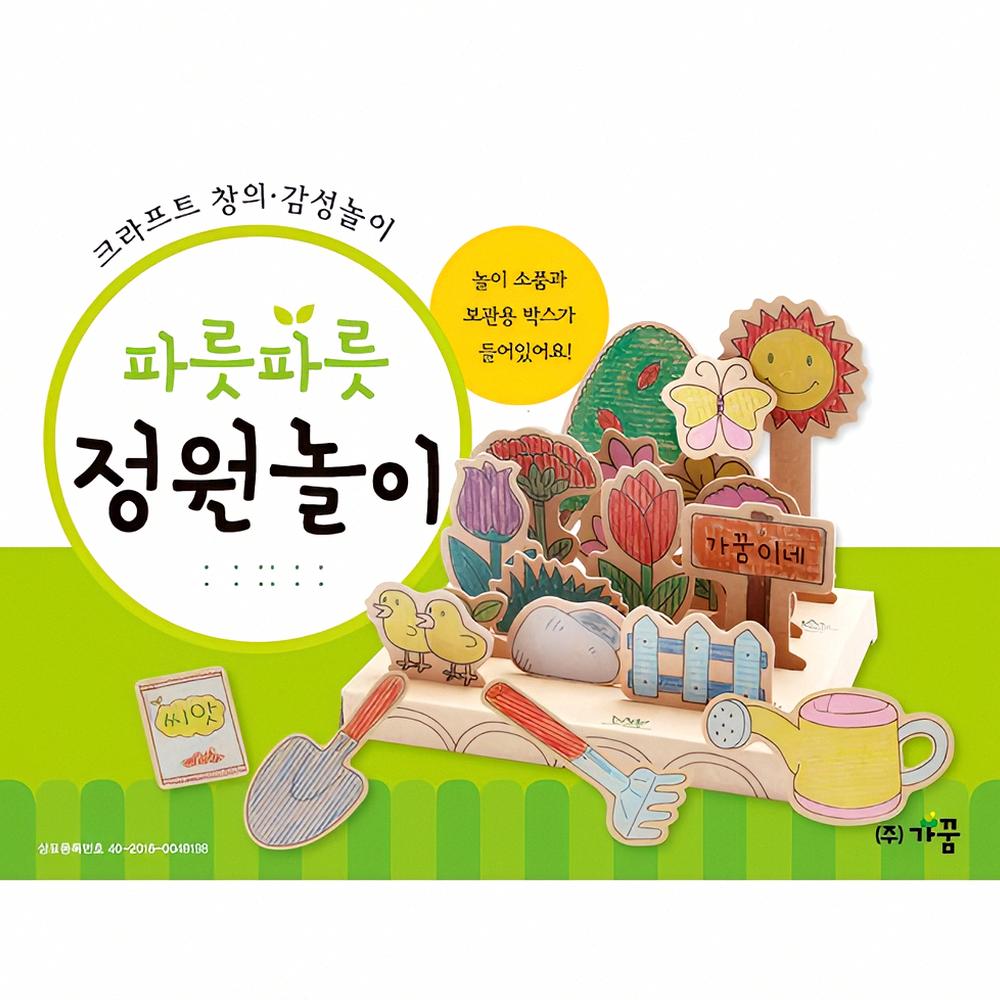 크라프트 창의·감성놀이
파릇파릇
정원놀이
놀이 소품과
보관용 박스가
들어있어요!
가꿈이네
씨앗
(주) 가꿈